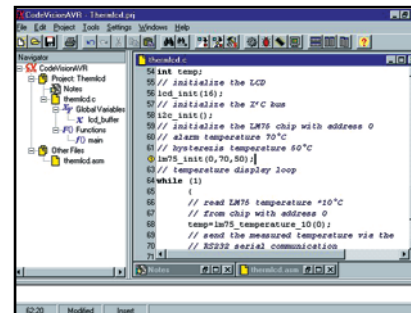 CodeVisionAVR - Thermlcd.prj
File Edit Project Tools Settings Windows Help
Navigator
CodeVisionAVR
Project: Thermlcd
Notes
thermlcd.c
Global Variables
lcd_buffer
Functions
main
Other Files
thermlcd.asm
thermlcd.c
54 int temp;
55 // initialize the LCD
56 lcd_init(16);
57 // initialize the I²C bus
58 i2c_init();
59 // initialize the LM75 chip with address 0
60 // alarm temperature 70°C
61 // hysterezis temperature 50°C
lm75_init(0,70,50);
63 // temperature display loop
64 while (1)
65 {
66 // read LM75 temperature *10°C
67 // from chip with address 0
68 temp=lm75_temperature_10(0);
69 // send the measured temperature via the
70 // RS232 serial communication
71
Notes
thermlcd.asm
62:20 Modified Insert